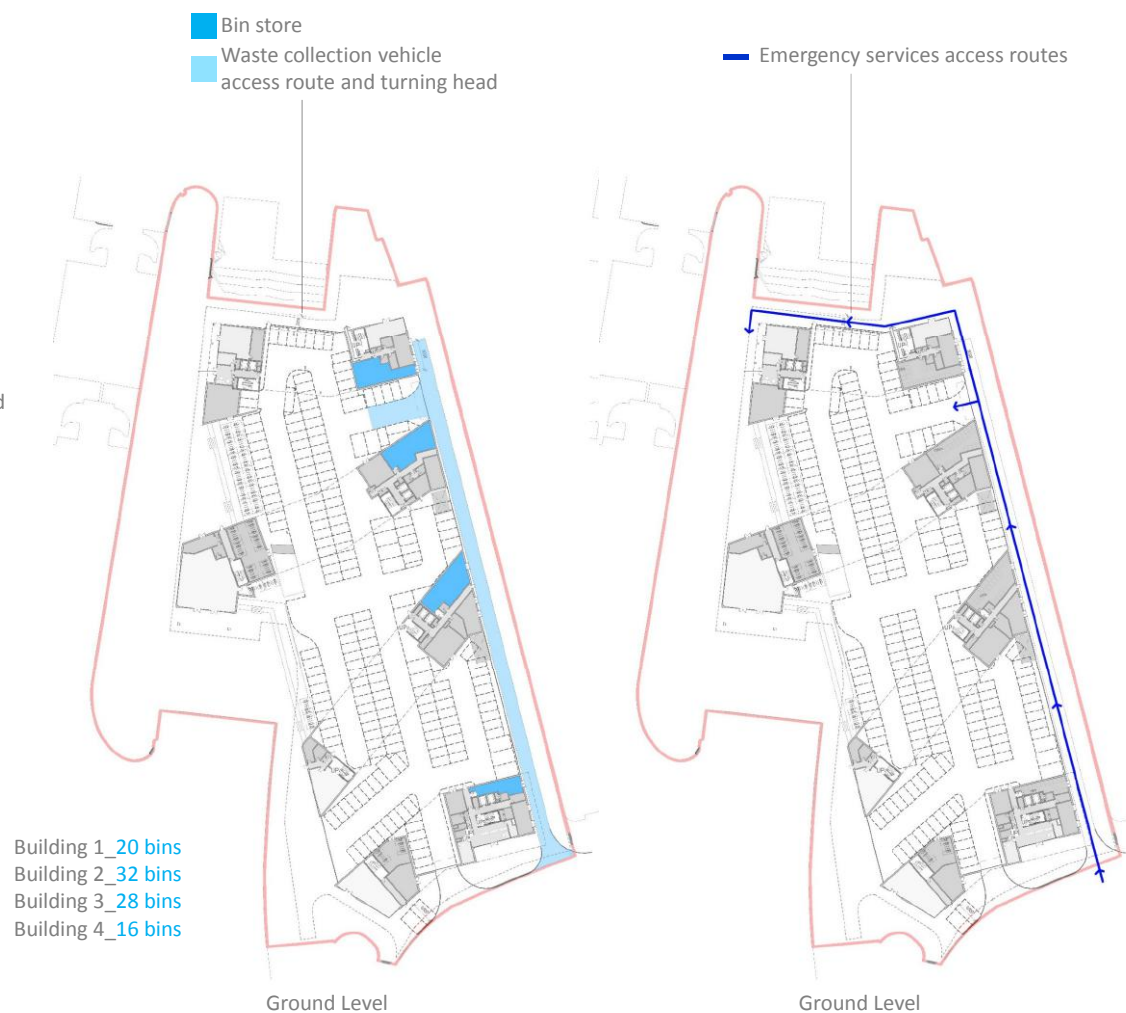 Bin store
Waste collection vehicle
access route and turning head
Emergency services access routes
d
Building 1_20 bins
Building 2_32 bins
Building 3_28 bins
Building 4_16 bins
Ground Level
Ground Level